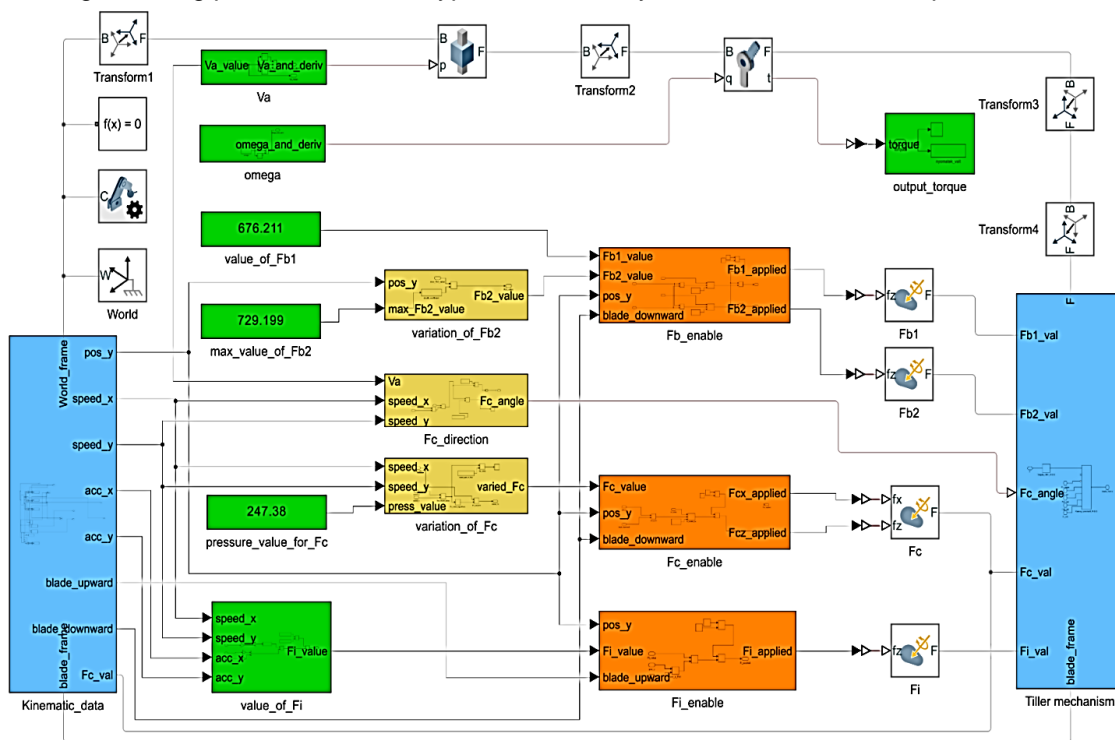 B F
Transform1
Va_value Va_and_deriv
Va
B F
p
B F
Transform2
B F
q t
Transform3
B
F
f(x) = 0
omega_and_deriv
omega
torque
output_torque
C
676.211
value_of_Fb1
Transform4
B
F
W
World
pos_y
max_Fb2_value
Fb2_value
variation_of_Fb2
729.199
max_value_of_Fb2
Fb1_value
Fb2_value
pos_y
blade_downward
Fb1_applied
Fb2_applied
Fb_enable
fz F
Fb1
fz F
Fb2
World_frame
pos_y
speed_x
speed_y
acc_x
acc_y
blade_upward
blade_downward
blade_frame
Fc_val
Kinematic_data
Va
speed_x
speed_y
Fc_angle
Fc_direction
speed_x
speed_y
press_value
varied_Fc
variation_of_Fc
247.38
pressure_value_for_Fc
Fc_value
pos_y
blade_downward
Fcx_applied
Fcz_applied
Fc_enable
fx F
fz
Fc
speed_x
speed_y
acc_x
acc_y
Fi_value
value_of_Fi
pos_y
Fi_value
blade_upward
Fi_applied
Fi_enable
fz F
Fi
F
Fb1_val
Fb2_val
Fc_angle
Fc_val
Fi_val
blade_frame
Tiller mechanism